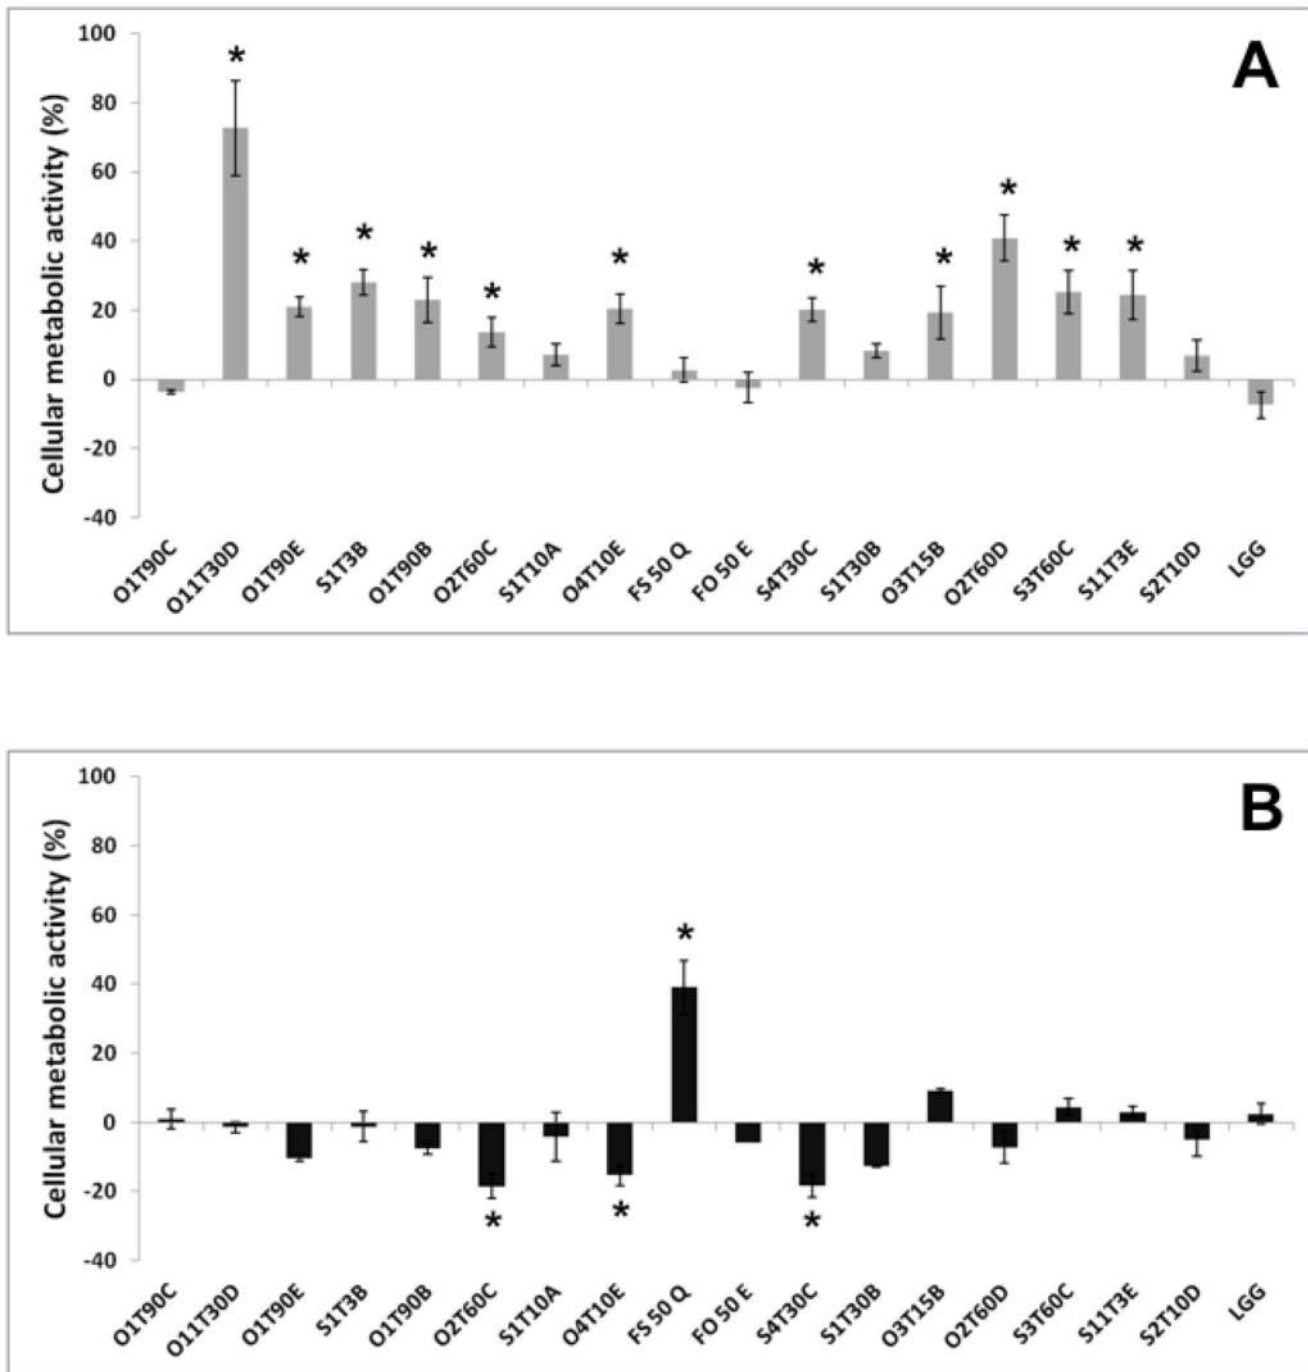 A
Cellular metabolic activity (%)
100
80
60
40
20
0
-20
-40
* * * * * * * * * * *
O1T90C O11T30D O1T90E S1T3B O1T90B O2T60C S1T10A O4T10E FS 50 Q FO 50 E S4T30C S1T30B O3T15B O2T60D S3T60C S11T3E S2T10D LGG
B
Cellular metabolic activity (%)
100
80
60
40
20
0
-20
-40
* * * *
O1T90C O11T30D O1T90E S1T3B O1T90B O2T60C S1T10A O4T10E FS 50 Q FO 50 E S4T30C S1T30B O3T15B O2T60D S3T60C S11T3E S2T10D LGG